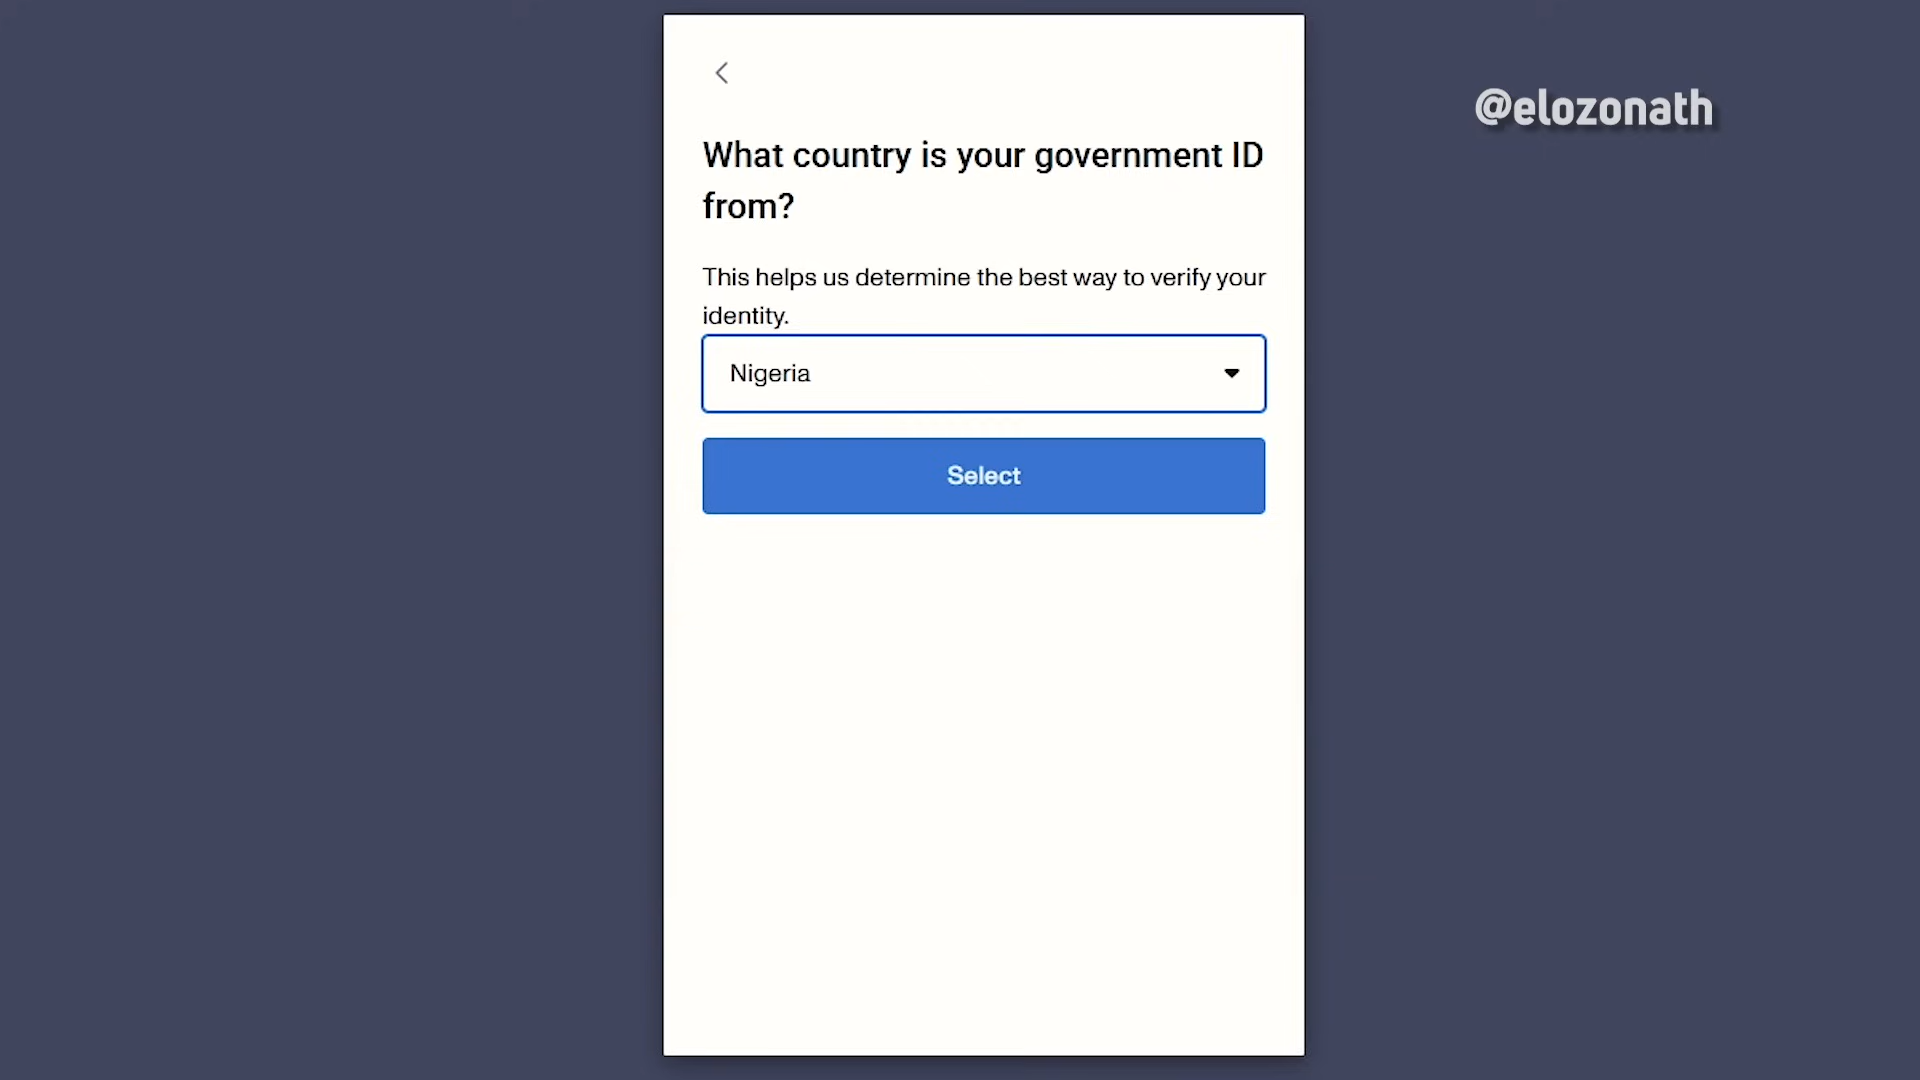 @elozonath
What country is your government ID
from?
This helps us determine the best way to verify your
identity.
Nigeria
Select